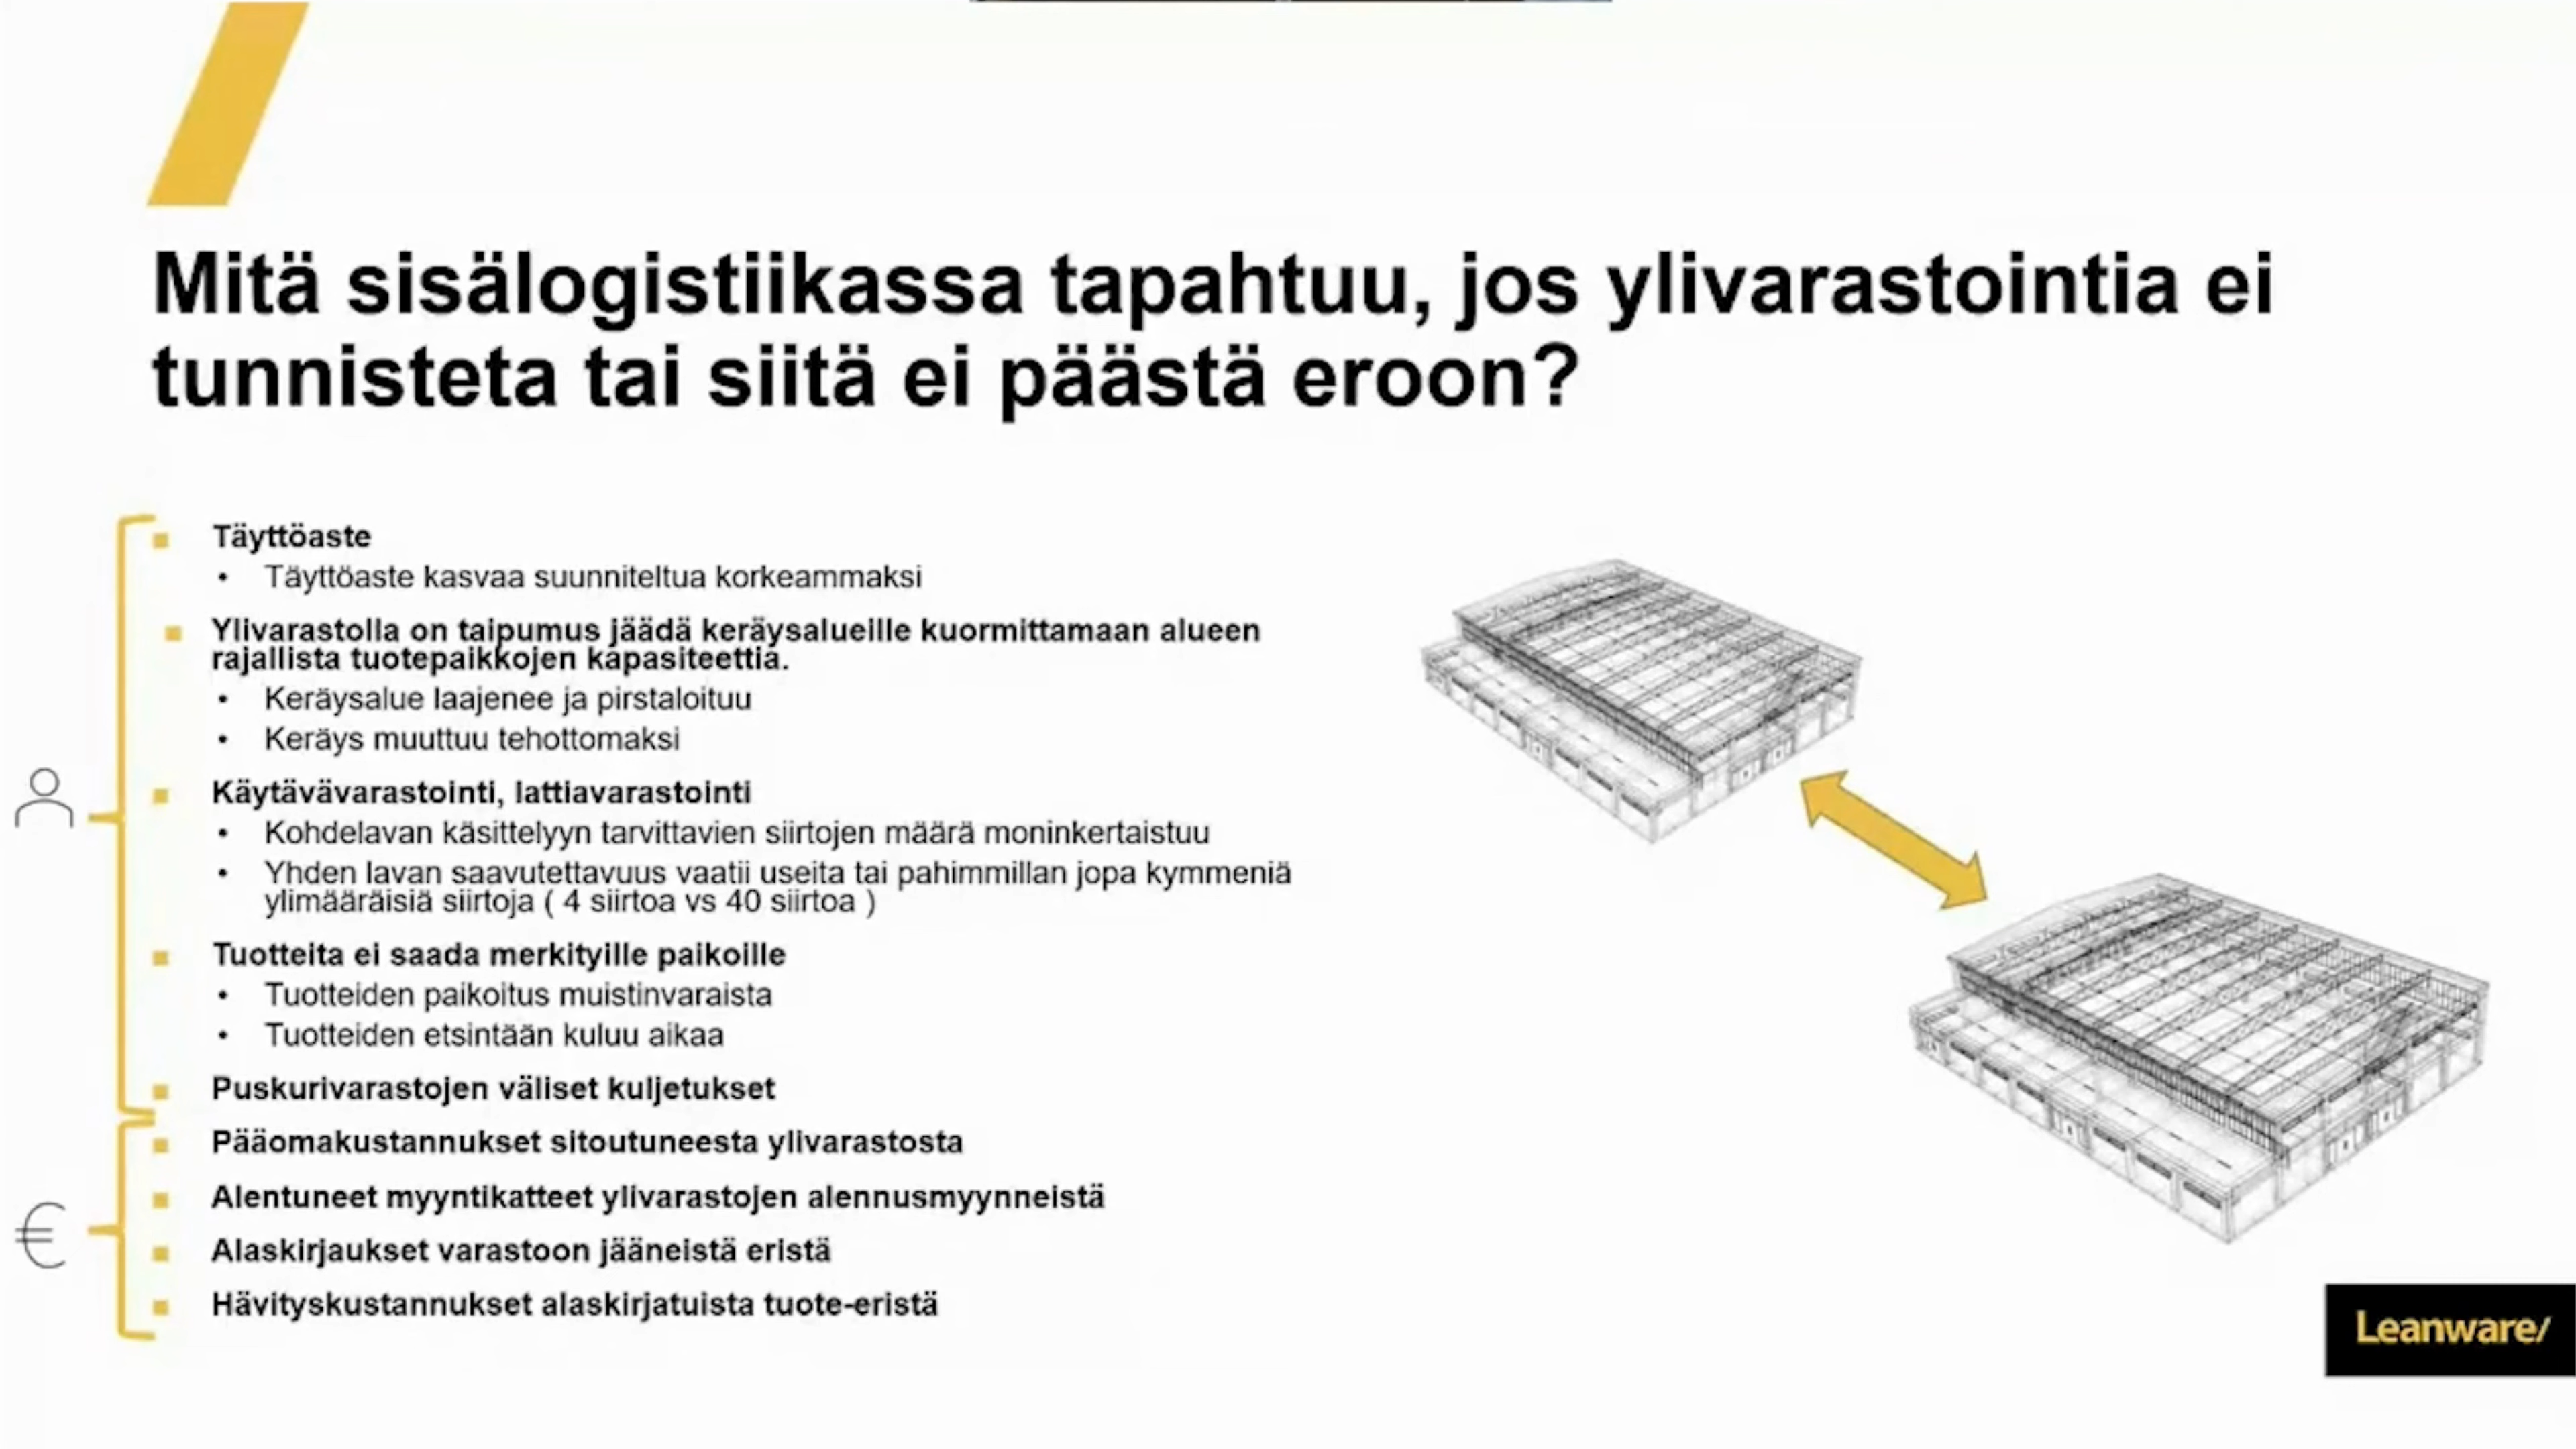 Mitä sisälogistiikassa tapahtuu, jos ylivarastointia ei
tunnisteta tai siitä ei päästä eroon?
Täyttöaste
• Täyttöaste kasvaa suunniteltua korkeammaksi
Ylivarastolla on taipumus jäädä keräysalueille kuormittamaan alueen
rajallista tuotepaikkojen kapasiteettia.
• Keräysalue laajenee ja pirstaloituu
• Keräys muuttuu tehottomaksi
Käytävävarastointi, lattiavarastointi
• Kohdelavan käsittelyyn tarvittavien siirtojen määrä moninkertaistuu
• Yhden lavan saavutettavuus vaatii useita tai pahimmillan jopa kymmeniä
ylimääräisiä siirtoja ( 4 siirtoa vs 40 siirtoa )
Tuotteita ei saada merkityille paikoille
• Tuotteiden paikoitus muistinvaraista
• Tuotteiden etsintään kuluu aikaa
Puskurivarastojen väliset kuljetukset
€
Pääomakustannukset sitoutuneesta ylivarastosta
Alentuneet myyntikatteet ylivarastojen alennusmyynneistä
Alaskirjaukset varastoon jääneistä eristä
Hävityskustannukset alaskirjatuista tuote-eristä
Leanware/